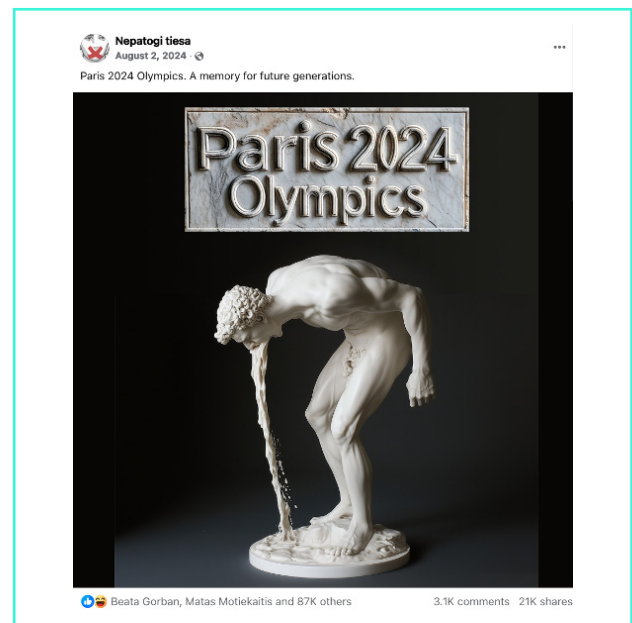 Nepatogi tiesa
August 2, 2024 ·
Paris 2024 Olympics. A memory for future generations.
Paris 2024
Olympics
Beata Gorban, Matas Motiekaitis and 87K others 3.1K comments 21K shares